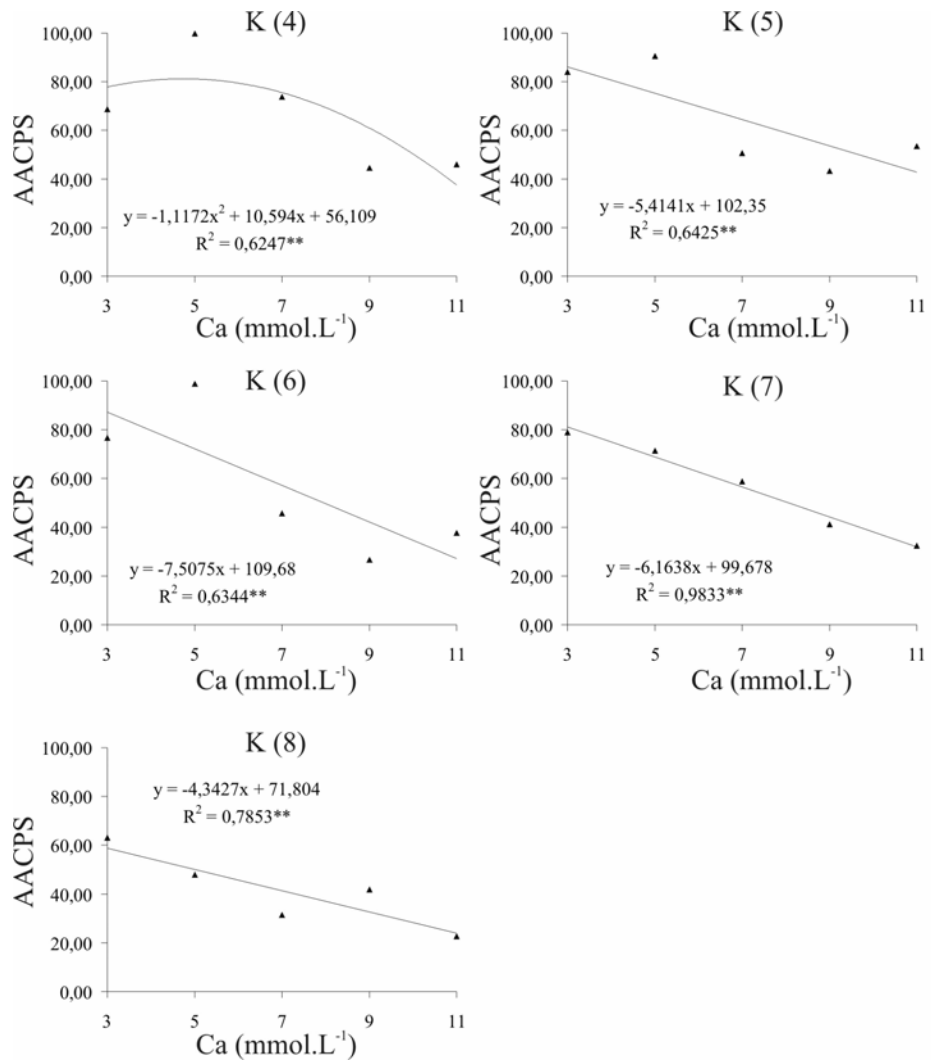 K (4)
100,00
80,00
60,00
40,00
20,00
0,00
AACPS
y = -1,1172x² + 10,594x + 56,109
R² = 0,6247**
3 5 7 9 11
Ca (mmol.L⁻¹)
K (5)
100,00
80,00
60,00
40,00
20,00
0,00
AACPS
y = -5,4141x + 102,35
R² = 0,6425**
3 5 7 9 11
Ca (mmol.L⁻¹)
K (6)
100,00
80,00
60,00
40,00
20,00
0,00
AACPS
y = -7,5075x + 109,68
R² = 0,6344**
3 5 7 9 11
Ca (mmol.L⁻¹)
K (7)
100,00
80,00
60,00
40,00
20,00
0,00
AACPS
y = -6,1638x + 99,678
R² = 0,9833**
3 5 7 9 11
Ca (mmol.L⁻¹)
K (8)
100,00
80,00
60,00
40,00
20,00
0,00
AACPS
y = -4,3427x + 71,804
R² = 0,7853**
3 5 7 9 11
Ca (mmol.L⁻¹)